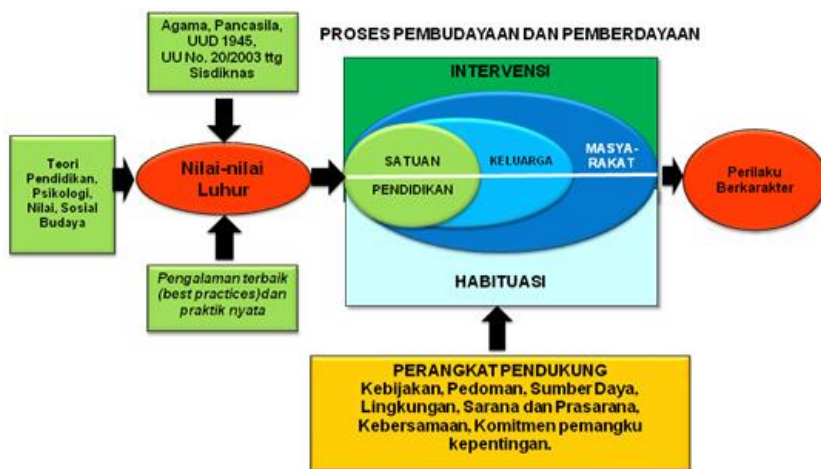 Agama, Pancasila,
UUD 1945,
UU No. 20/2003 ttg
Sisdiknas
PROSES PEMBUDAYAAN DAN PEMBERDAYAAN
INTERVENSI
Teori
Pendidikan,
Psikologi,
Nilai, Sosial
Budaya
Nilai-nilai
Luhur
SATUAN
PENDIDIKAN
KELUARGA
MASYA-
RAKAT
Perilaku
Berkarakter
Pengalaman terbaik
(best practices)dan
praktik nyata
HABITUASI
PERANGKAT PENDUKUNG
Kebijakan, Pedoman, Sumber Daya,
Lingkungan, Sarana dan Prasarana,
Kebersamaan, Komitmen pemangku
kepentingan.